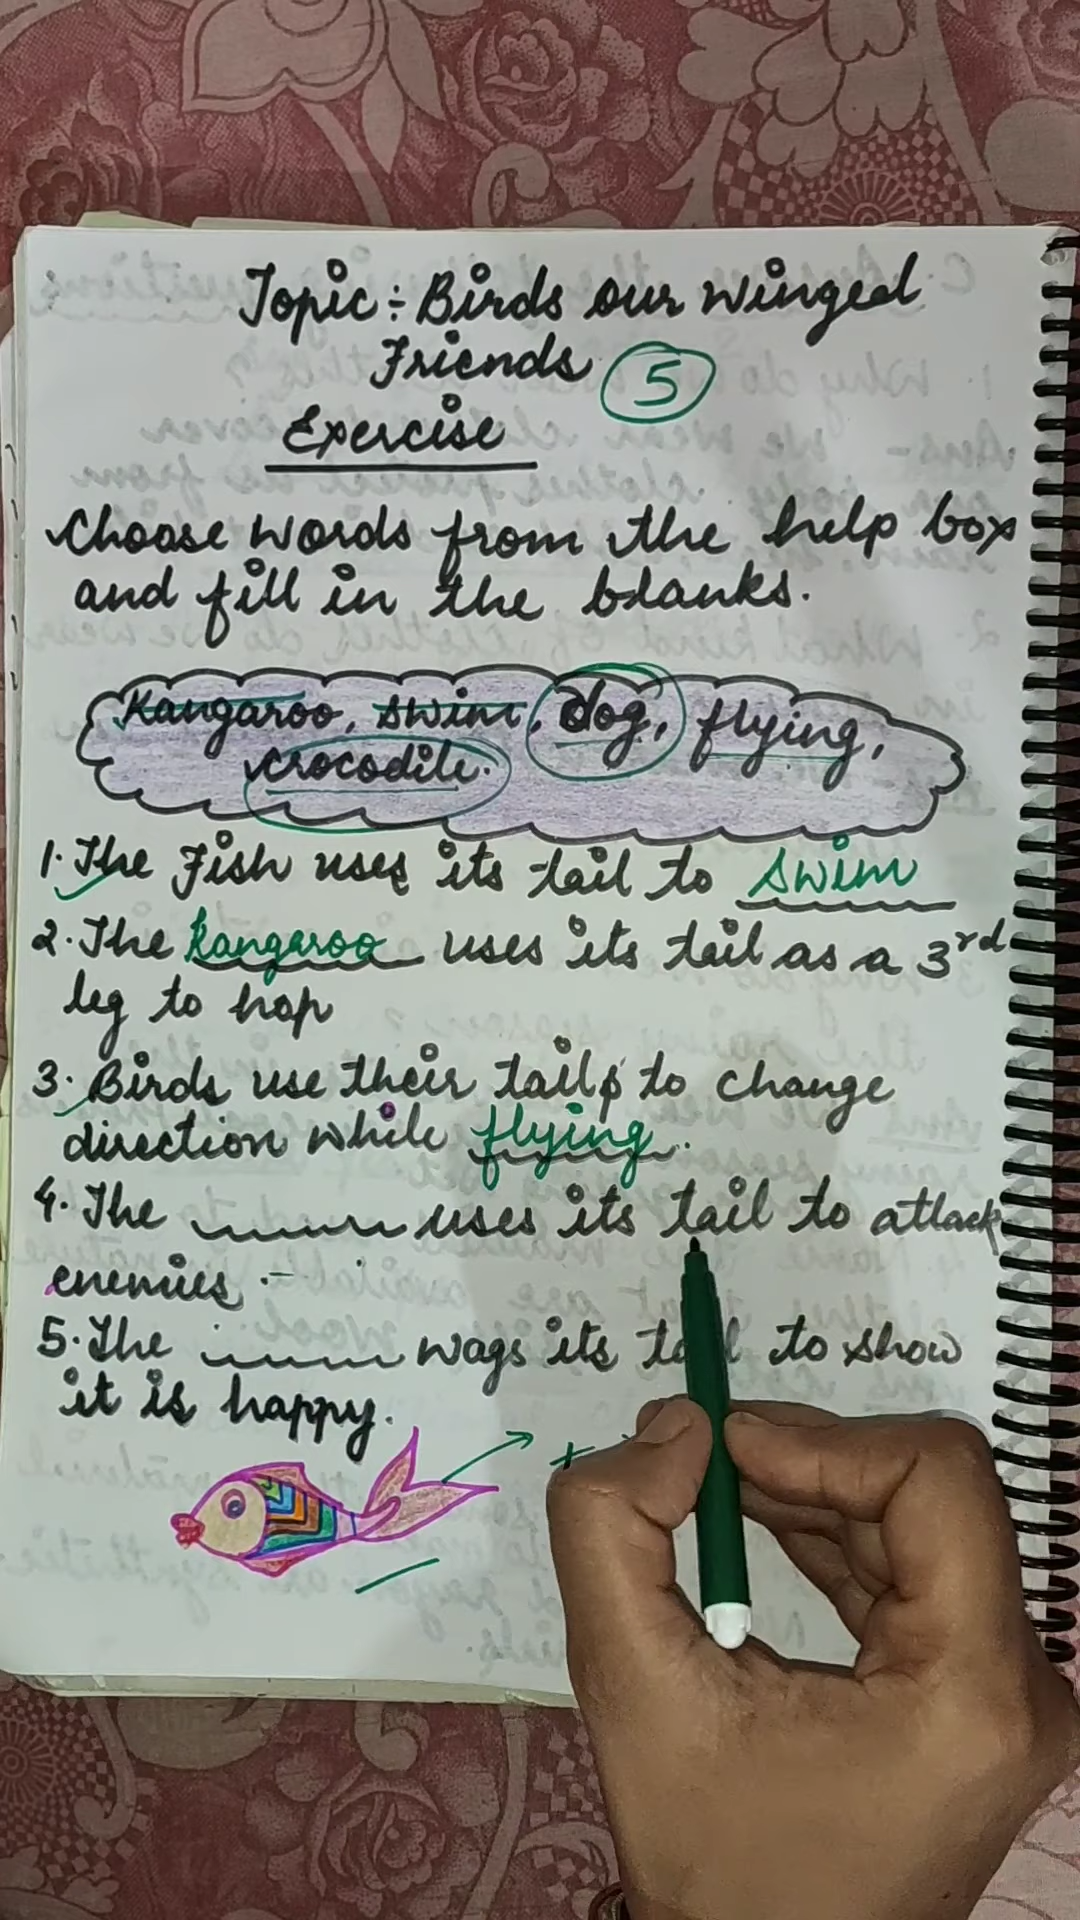 Topic:- Birds our winged
Friends 5
Exercise
Choose words from the help box
and fill in the blanks.
Kangaroo, swim, dog, flying,
crocodile.
1. The Fish uses its tail to swim
2. The kangaroo uses its tail as a 3rd
leg to hop
3. Birds use their tails to change
direction while flying.
4. The uses its tail to attack
enemies.
5. The wags its tail to show
it is happy.